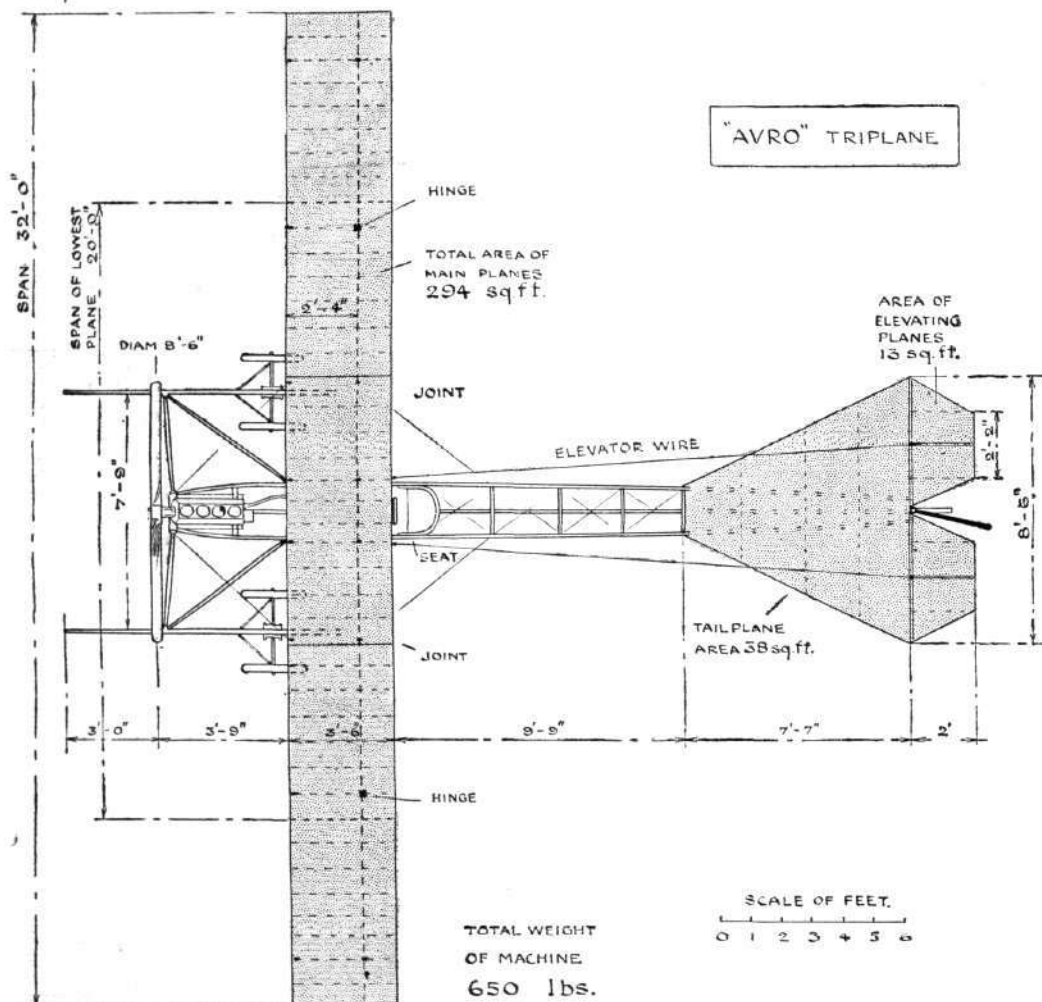 "AVRO" TRIPLANE
SPAN 32'-0"
SPAN OF LOWEST
PLANE 20'-0"
HINGE
TOTAL AREA OF
MAIN PLANES
294 sq ft.
2'-4"
AREA OF
ELEVATING
PLANES
13 sq.ft.
DIAM 8'-6"
JOINT
ELEVATOR WIRE
2'-2"
7'-9"
8'-6"
SEAT
TAIL PLANE
AREA 38 sq.ft.
JOINT
3'-0"
3'-9"
3'-6"
9'-9"
7'-7"
2'
HINGE
SCALE OF FEET.
0 1 2 3 4 5 6
TOTAL WEIGHT
OF MACHINE
650 lbs.